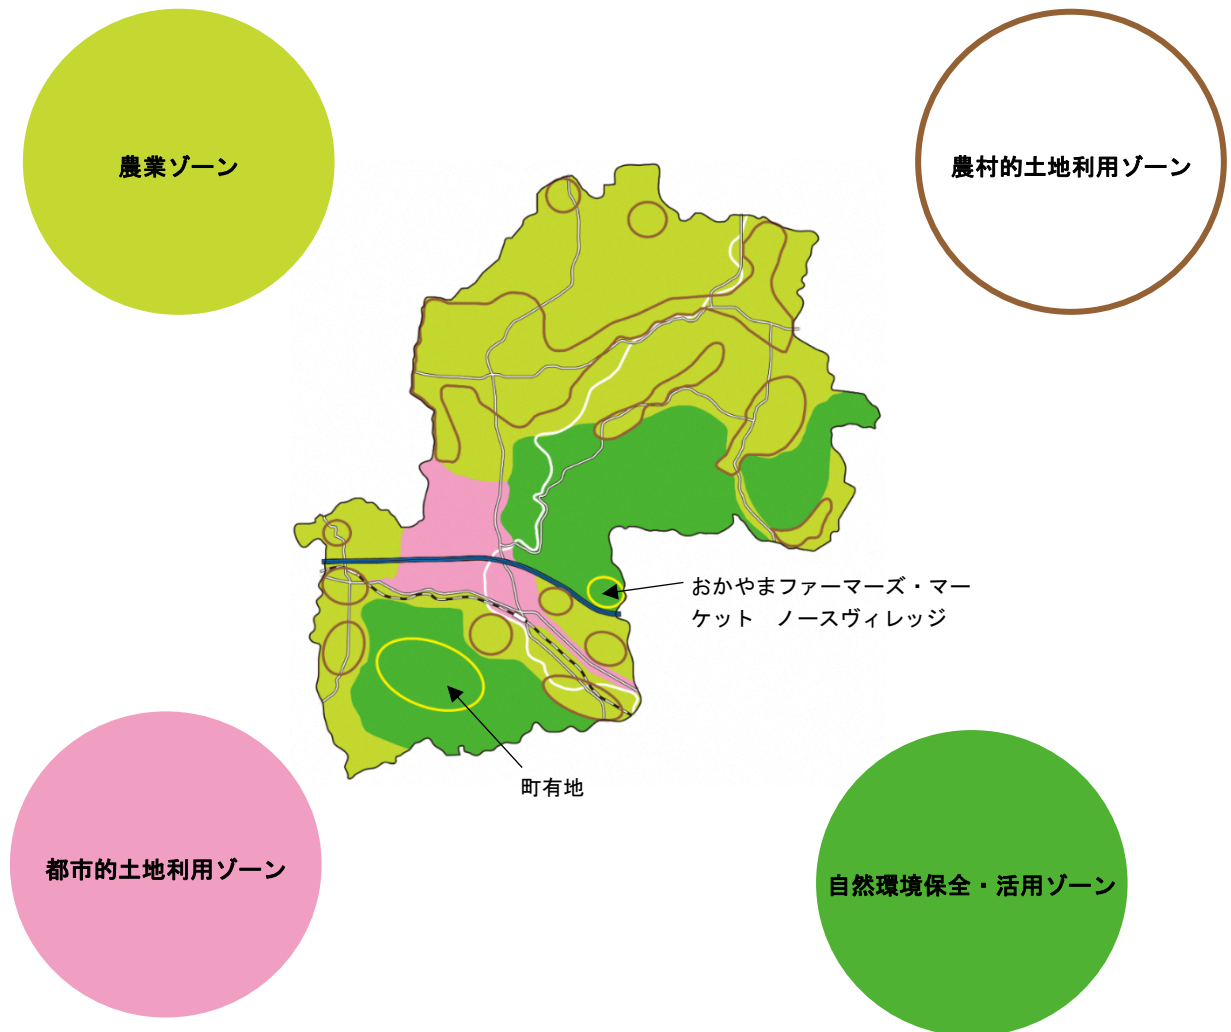 農業ゾーン
農村的土地利用ゾーン
おかやまファーマーズ・マー
ケット　ノースヴィレッジ
町有地
都市的土地利用ゾーン
自然環境保全・活用ゾーン